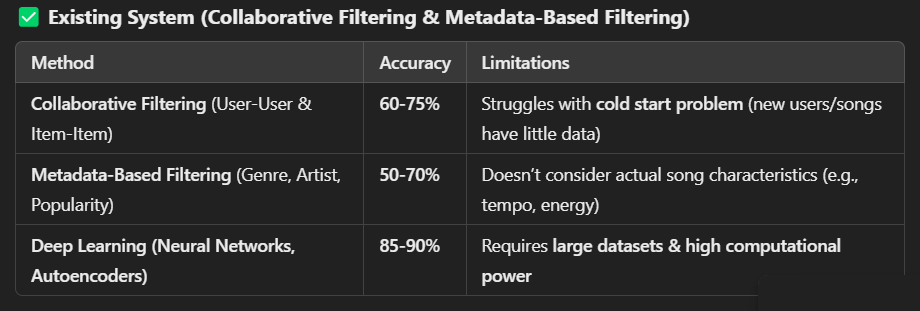 ✅ Existing System (Collaborative Filtering & Metadata-Based Filtering)
Method Accuracy Limitations
Collaborative Filtering (User-User & Item-Item) 60-75% Struggles with cold start problem (new users/songs have little data)
Metadata-Based Filtering (Genre, Artist, Popularity) 50-70% Doesn’t consider actual song characteristics (e.g., tempo, energy)
Deep Learning (Neural Networks, Autoencoders) 85-90% Requires large datasets & high computational power